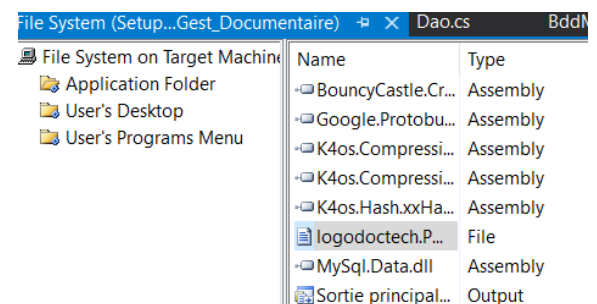 File System (Setup...Gest_Documentaire)
Dao.cs
BddM
File System on Target Machine
Application Folder
User's Desktop
User's Programs Menu
Name Type
BouncyCastle.Cr... Assembly
Google.Protobu... Assembly
K4os.Compressi... Assembly
K4os.Compressi... Assembly
K4os.Hash.xxHa... Assembly
logodoctech.P... File
MySql.Data.dll Assembly
Sortie principal... Output